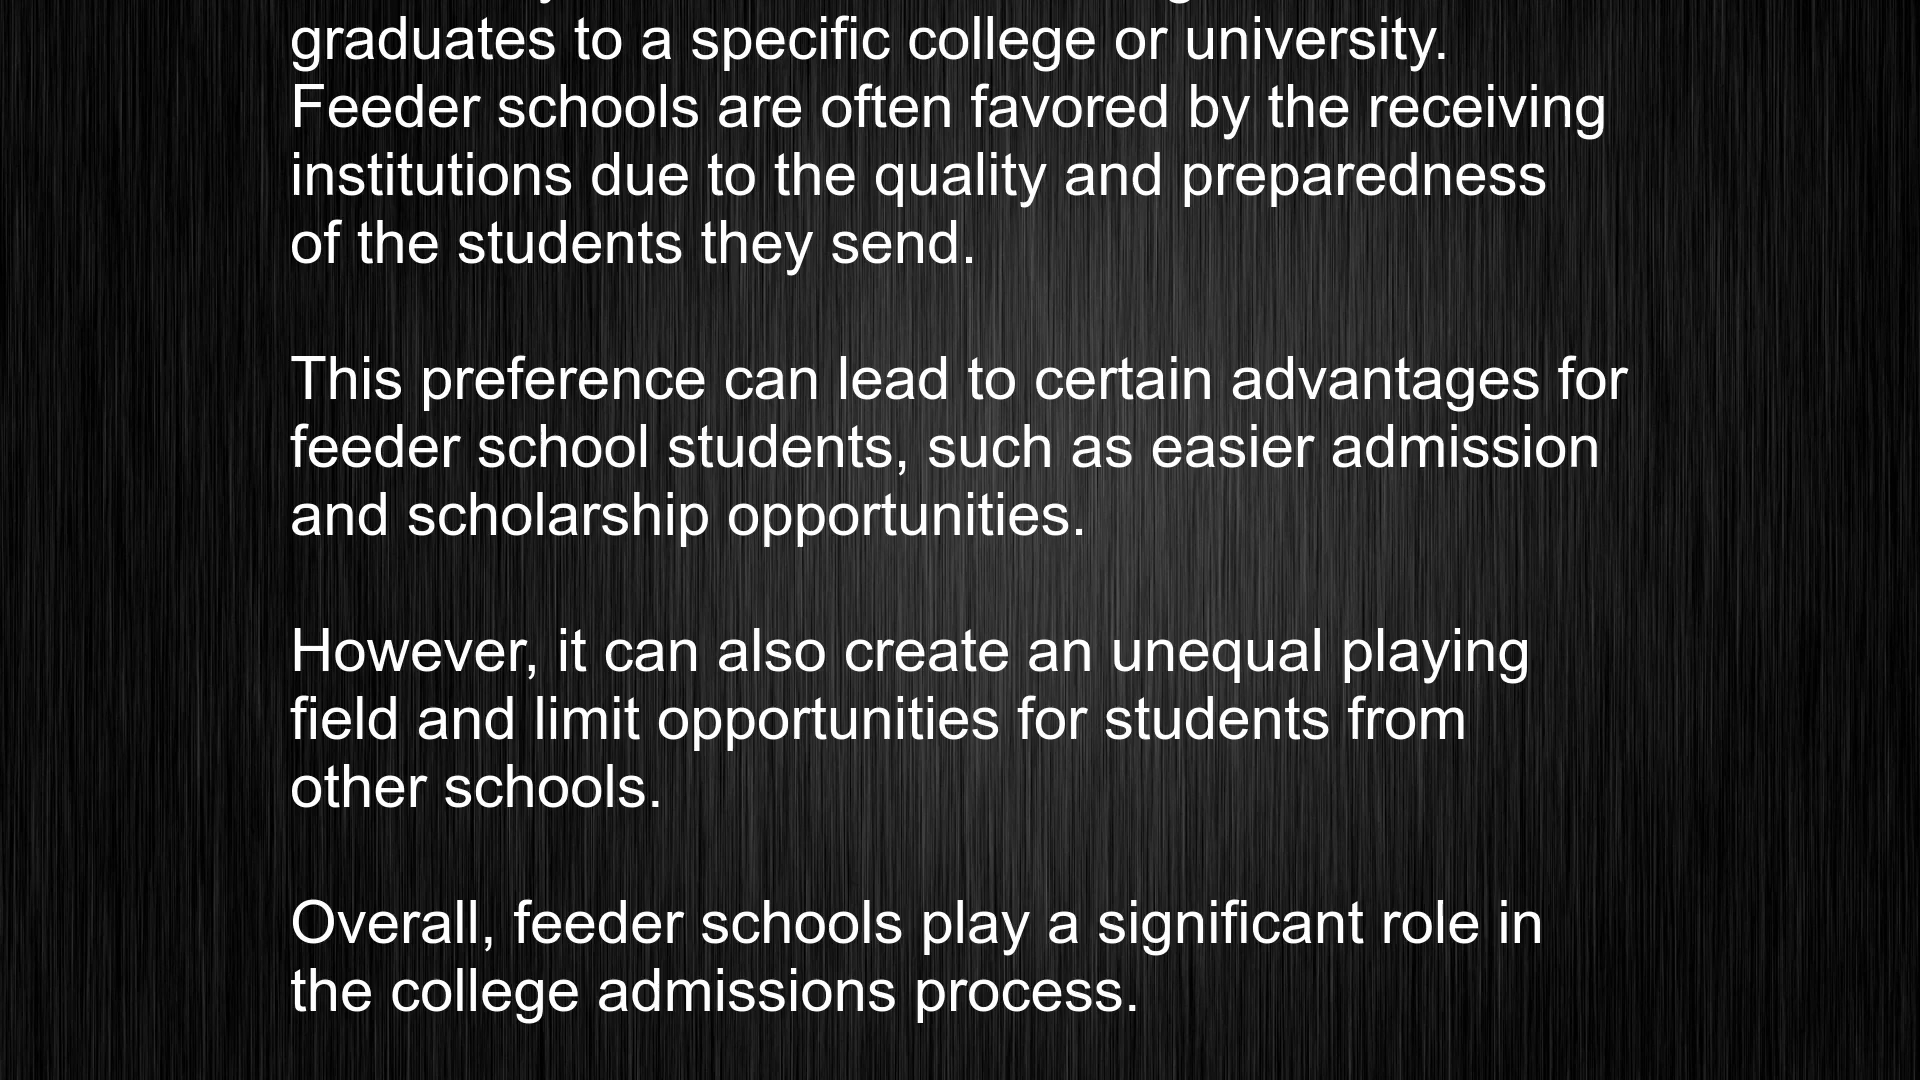 graduates to a specific college or university.
Feeder schools are often favored by the receiving
institutions due to the quality and preparedness
of the students they send.
This preference can lead to certain advantages for
feeder school students, such as easier admission
and scholarship opportunities.
However, it can also create an unequal playing
field and limit opportunities for students from
other schools.
Overall, feeder schools play a significant role in
the college admissions process.